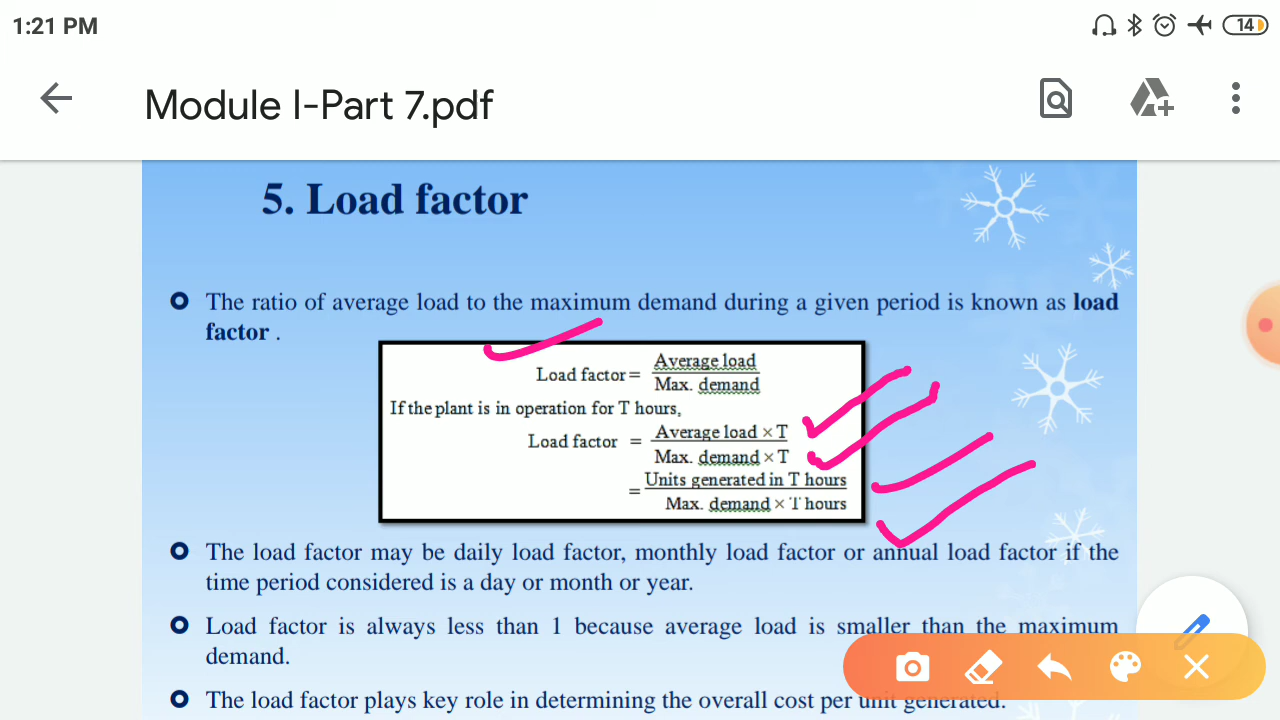 1:21 PM
14
Module I-Part 7.pdf
5. Load factor
The ratio of average load to the maximum demand during a given period is known as load
factor .
Load factor = Average load
Max. demand
If the plant is in operation for T hours,
Load factor = Average load × T
Max. demand × T
= Units generated in T hours
Max. demand × T hours
The load factor may be daily load factor, monthly load factor or annual load factor if the
time period considered is a day or month or year.
Load factor is always less than 1 because average load is smaller than the maximum
demand.
The load factor plays key role in determining the overall cost per unit generated.